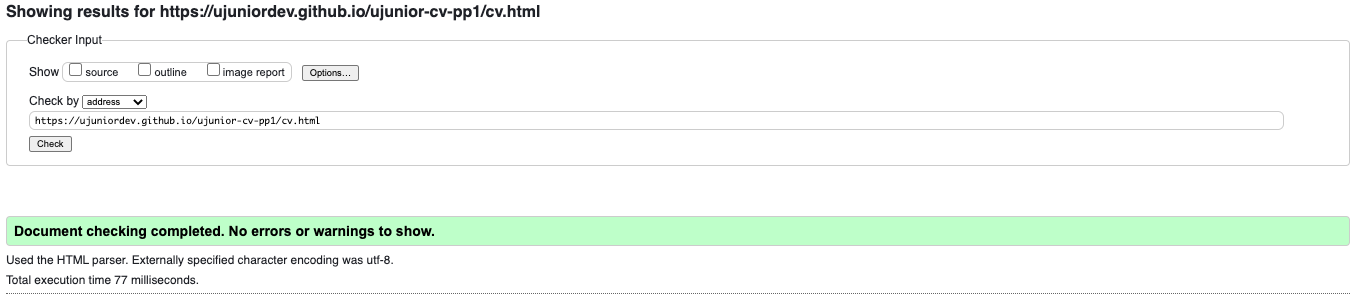 Showing results for https://ujuniordev.github.io/ujunior-cv-pp1/cv.html
Checker Input
Show source outline image report Options...
Check by address
https://ujuniordev.github.io/ujunior-cv-pp1/cv.html
Check
Document checking completed. No errors or warnings to show.
Used the HTML parser. Externally specified character encoding was utf-8.
Total execution time 77 milliseconds.